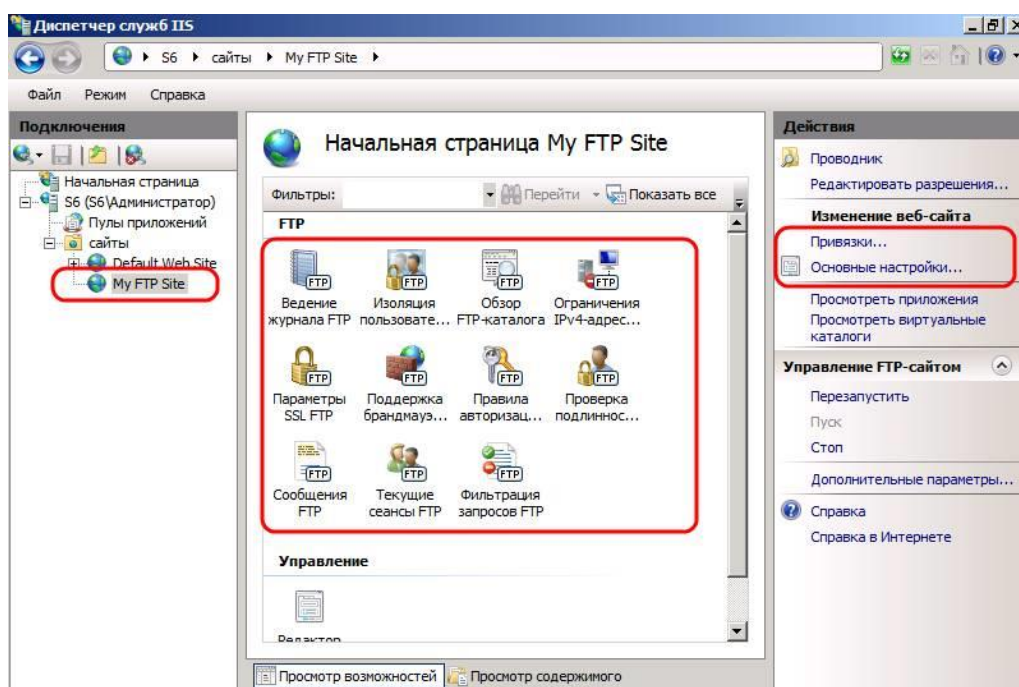 Диспетчер служб IIS
S6 сайты My FTP Site
Файл Режим Справка
Подключения
Начальная страница
S6 (S6\Администратор)
Пулы приложений
сайты
Default Web Site
My FTP Site
Начальная страница My FTP Site
Фильтры: Перейти Показать все
FTP
Ведение журнала FTP
Изоляция пользовате...
Обзор FTP-каталога
Ограничения IPv4-адрес...
Параметры SSL FTP
Поддержка брандмауэ...
Правила авторизац...
Проверка подлиннос...
Сообщения FTP
Текущие сеансы FTP
Фильтрация запросов FTP
Управление
Редактор
Просмотр возможностей Просмотр содержимого
Действия
Проводник
Редактировать разрешения...
Изменение веб-сайта
Привязки...
Основные настройки...
Просмотреть приложения
Просмотреть виртуальные
каталоги
Управление FTP-сайтом
Перезапустить
Пуск
Стоп
Дополнительные параметры...
Справка
Справка в Интернете